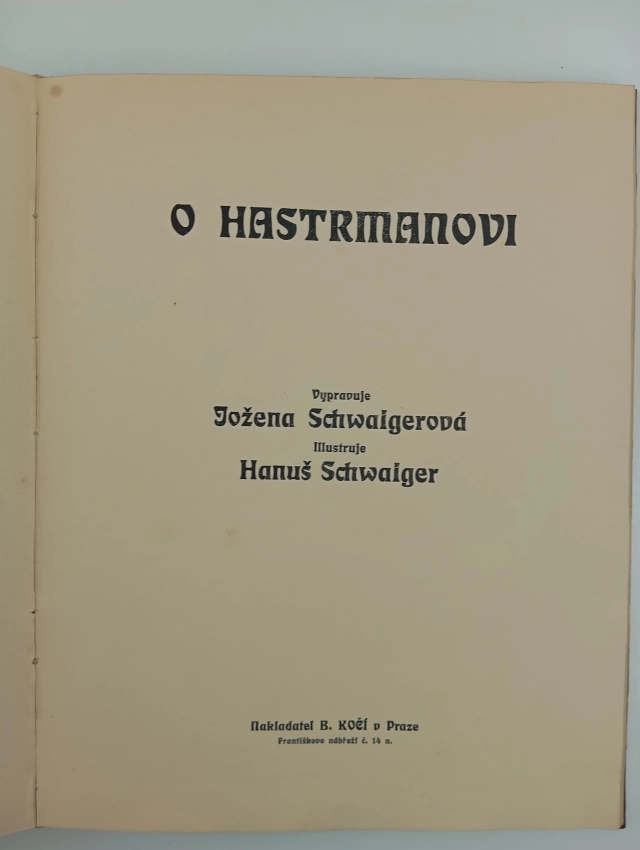 O HASTRMANOVI
Vypravuje
Jožena Schwaigerová
Illustruje
Hanuš Schwaiger
Nakladatel B. KOČÍ v Praze
Františkovo nábřeží č. 14 n.